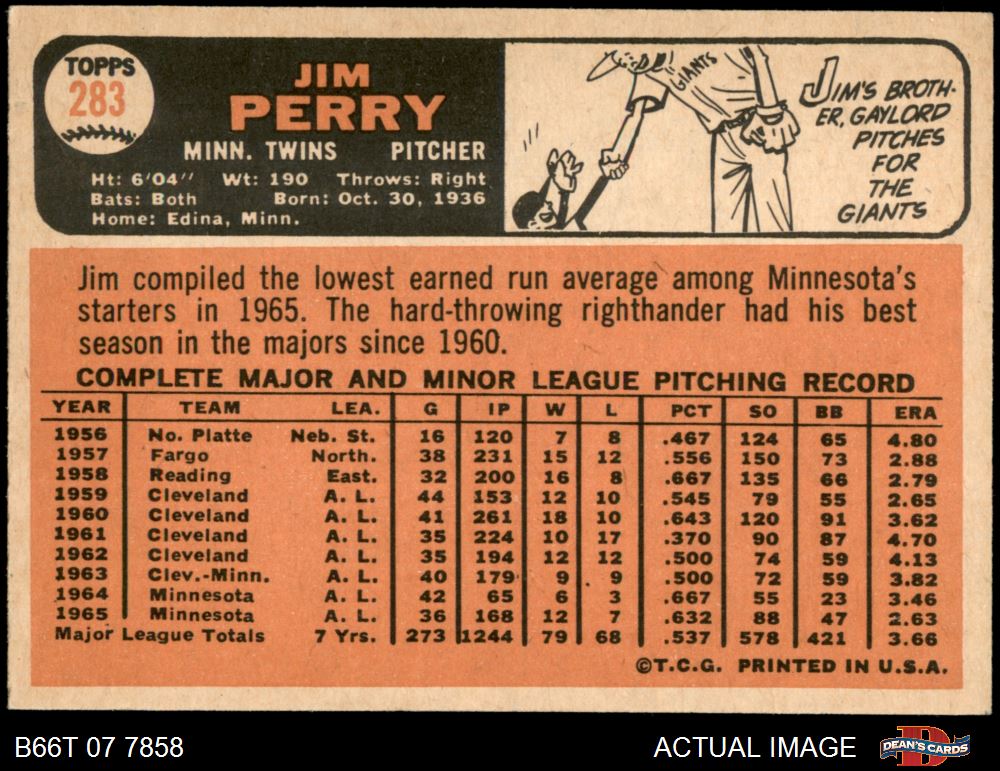 TOPPS
283
JIM
PERRY
MINN. TWINS PITCHER
Ht: 6'04" Wt: 190 Throws: Right
Bats: Both Born: Oct. 30, 1936
Home: Edina, Minn.
GIANTS
JIM'S BROTH-
ER, GAYLORD
PITCHES
FOR
THE
GIANTS
Jim compiled the lowest earned run average among Minnesota's
starters in 1965. The hard-throwing righthander had his best
season in the majors since 1960.
COMPLETE MAJOR AND MINOR LEAGUE PITCHING RECORD
YEAR TEAM LEA. G IP W L PCT SO BB ERA
1956 No. Platte Neb. St. 16 120 7 8 .467 124 65 4.80
1957 Fargo North. 38 231 15 12 .556 150 73 2.88
1958 Reading East. 32 200 16 8 .667 135 66 2.79
1959 Cleveland A. L. 44 153 12 10 .545 79 55 2.65
1960 Cleveland A. L. 41 261 18 10 .643 120 91 3.62
1961 Cleveland A. L. 35 224 10 17 .370 90 87 4.70
1962 Cleveland A. L. 35 194 12 12 .500 74 59 4.13
1963 Clev.-Minn. A. L. 40 179 9 9 .500 72 59 3.82
1964 Minnesota A. L. 42 65 6 3 .667 55 23 3.46
1965 Minnesota A. L. 36 168 12 7 .632 88 47 2.63
Major League Totals 7 Yrs. 273 1244 79 68 .537 578 421 3.66
©T.C.G. PRINTED IN U.S.A.
B66T 07 7858 ACTUAL IMAGE DEAN'S CARDS